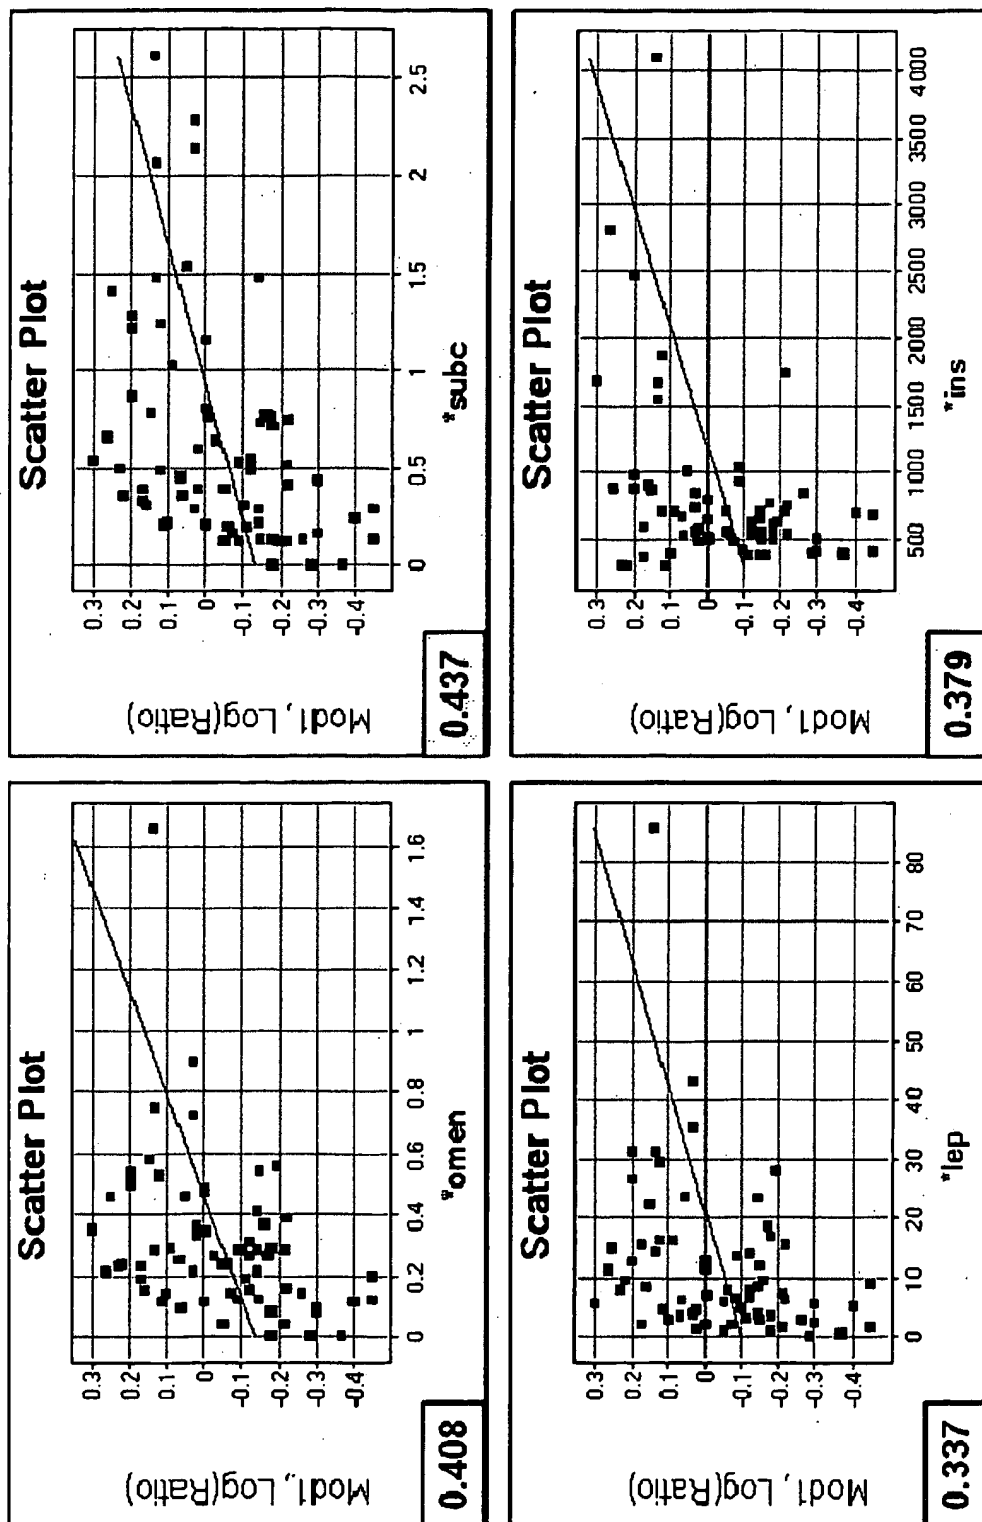 Scatter Plot
Mod1, Log(Ratio)
0.3
0.2
0.1
0
-0.1
-0.2
-0.3
-0.4
0 0.2 0.4 0.6 0.8 1 1.2 1.4 1.6
*omen
0.408
Scatter Plot
Mod1, Log(Ratio)
0.3
0.2
0.1
0
-0.1
-0.2
-0.3
-0.4
0 0.5 1 1.5 2 2.5
*subc
0.437
Scatter Plot
Mod1, Log(Ratio)
0.3
0.2
0.1
0
-0.1
-0.2
-0.3
-0.4
0 10 20 30 40 50 60 70 80
*lep
0.337
Scatter Plot
Mod1, Log(Ratio)
0.3
0.2
0.1
0
-0.1
-0.2
-0.3
-0.4
500 1000 1500 2000 2500 3000 3500 4000
*ins
0.379